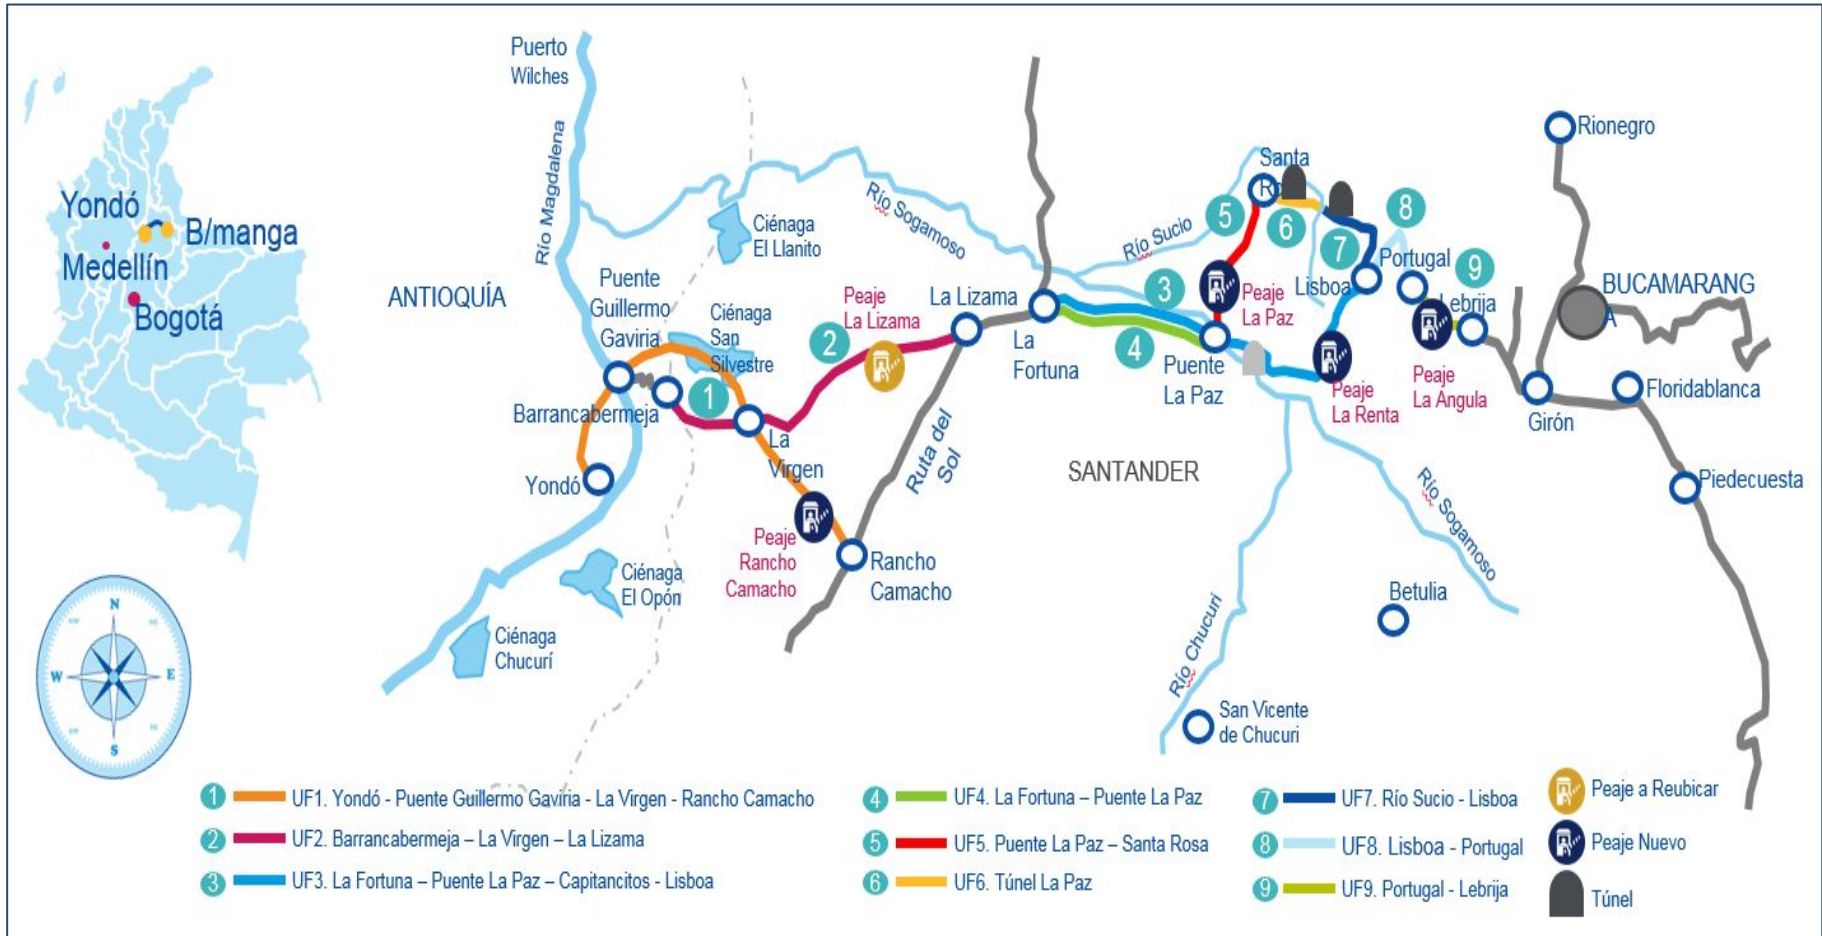 Yondó
B/manga
Medellín
Bogotá
Puerto
Wilches
Río Magdalena
ANTIOQUÍA
Puente
Guillermo
Gaviria
Ciénaga
El Llanito
Ciénaga
San
Silvestre
Río Sogamoso
Peaje
La Lizama
2
1
Barrancabermeja
La
Virgen
Yondó
Peaje
Rancho
Camacho
Rancho
Camacho
Ciénaga
El Opón
Ciénaga
Chucurí
La Lizama
Ruta del
Sol
La
Fortuna
3
4
Puente
La Paz
Río Sucio
5
Santa
Ro
6
7
8
9
Peaje
La Paz
Lisboa
Portugal
Lebrija
Peaje
La Renta
Peaje
La Angula
SANTANDER
Río Sogamoso
Río Chucurí
Betulia
San Vicente
de Chucuri
Rionegro
BUCAMARANG
A
Girón
Floridablanca
Piedecuesta
N
W
E
S
1 UF1. Yondó - Puente Guillermo Gaviria - La Virgen - Rancho Camacho
2 UF2. Barrancabermeja – La Virgen – La Lizama
3 UF3. La Fortuna – Puente La Paz – Capitancitos - Lisboa
4 UF4. La Fortuna – Puente La Paz
5 UF5. Puente La Paz – Santa Rosa
6 UF6. Túnel La Paz
7 UF7. Río Sucio - Lisboa
8 UF8. Lisboa - Portugal
9 UF9. Portugal - Lebrija
Peaje a Reubicar
Peaje Nuevo
Túnel